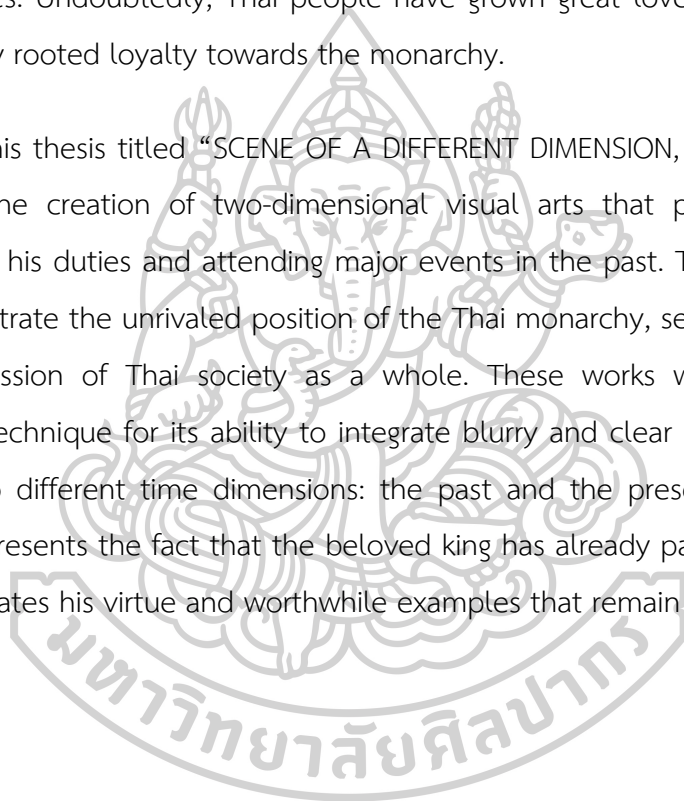 es. Undoubtedly, Thai people have grown great love
y rooted loyalty towards the monarchy.
his thesis titled “SCENE OF A DIFFERENT DIMENSION,
he creation of two-dimensional visual arts that p
his duties and attending major events in the past. T
trate the unrivaled position of the Thai monarchy, se
ssion of Thai society as a whole. These works w
echnique for its ability to integrate blurry and clear
o different time dimensions: the past and the prese
resents the fact that the beloved king has already pa
ates his virtue and worthwhile examples that remain
มหาวิทยาลัยศิลปากร